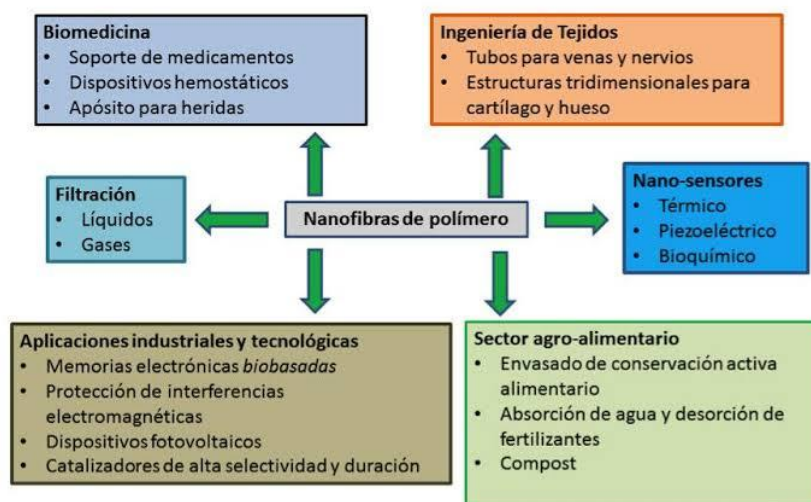 Biomedicina
• Soporte de medicamentos
• Dispositivos hemostáticos
• Apósito para heridas
Ingeniería de Tejidos
• Tubos para venas y nervios
• Estructuras tridimensionales para
cartílago y hueso
Filtración
• Líquidos
• Gases
Nanofibras de polímero
Nano-sensores
• Térmico
• Piezoeléctrico
• Bioquímico
Aplicaciones industriales y tecnológicas
• Memorias electrónicas biobasadas
• Protección de interferencias
electromagnéticas
• Dispositivos fotovoltaicos
• Catalizadores de alta selectividad y duración
Sector agro-alimentario
• Envasado de conservación activa
alimentario
• Absorción de agua y desorción de
fertilizantes
• Compost